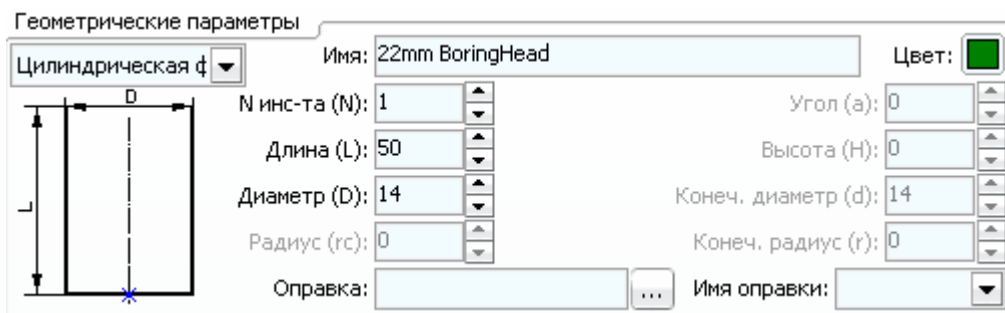 Геометрические параметры
Цилиндрическая ф Имя: 22mm BoringHead Цвет:
D N инс-та (N): 1 Угол (a): 0
Длина (L): 50 Высота (H): 0
L Диаметр (D): 14 Конеч. диаметр (d): 14
Радиус (rc): 0 Конеч. радиус (r): 0
Оправка: ... Имя оправки: